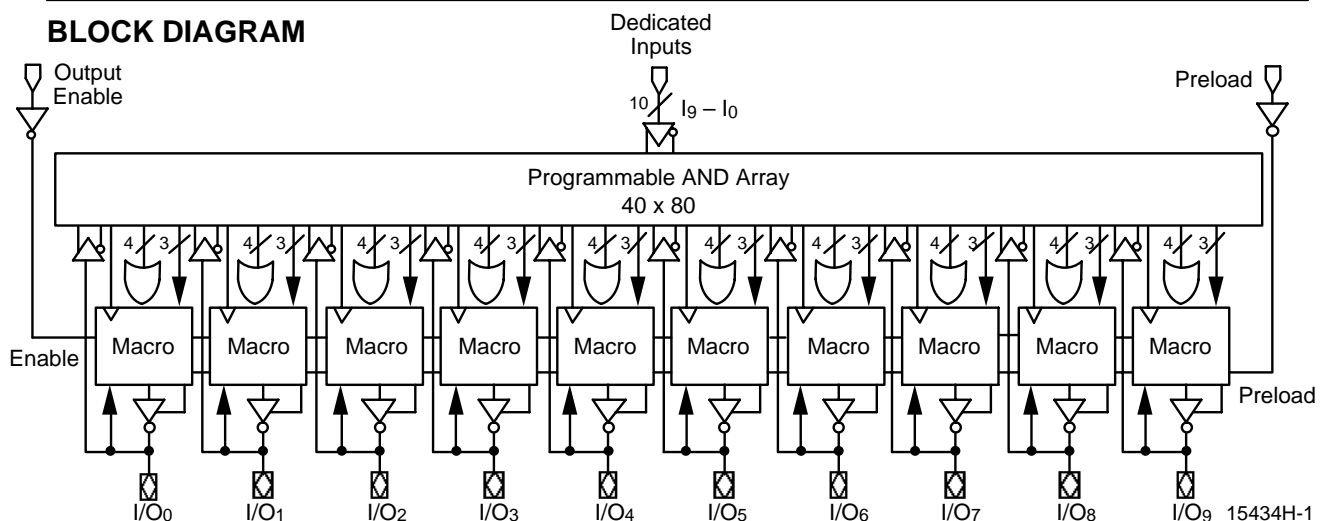 BLOCK DIAGRAM
Dedicated
Inputs
Output
Enable
Preload
10
I9 – I0
Programmable AND Array
40 x 80
4 3 4 3 4 3 4 3 4 3 4 3 4 3 4 3 4 3 4 3
Macro Macro Macro Macro Macro Macro Macro Macro Macro Macro
Enable
Preload
I/O0 I/O1 I/O2 I/O3 I/O4 I/O5 I/O6 I/O7 I/O8 I/O9 15434H-1